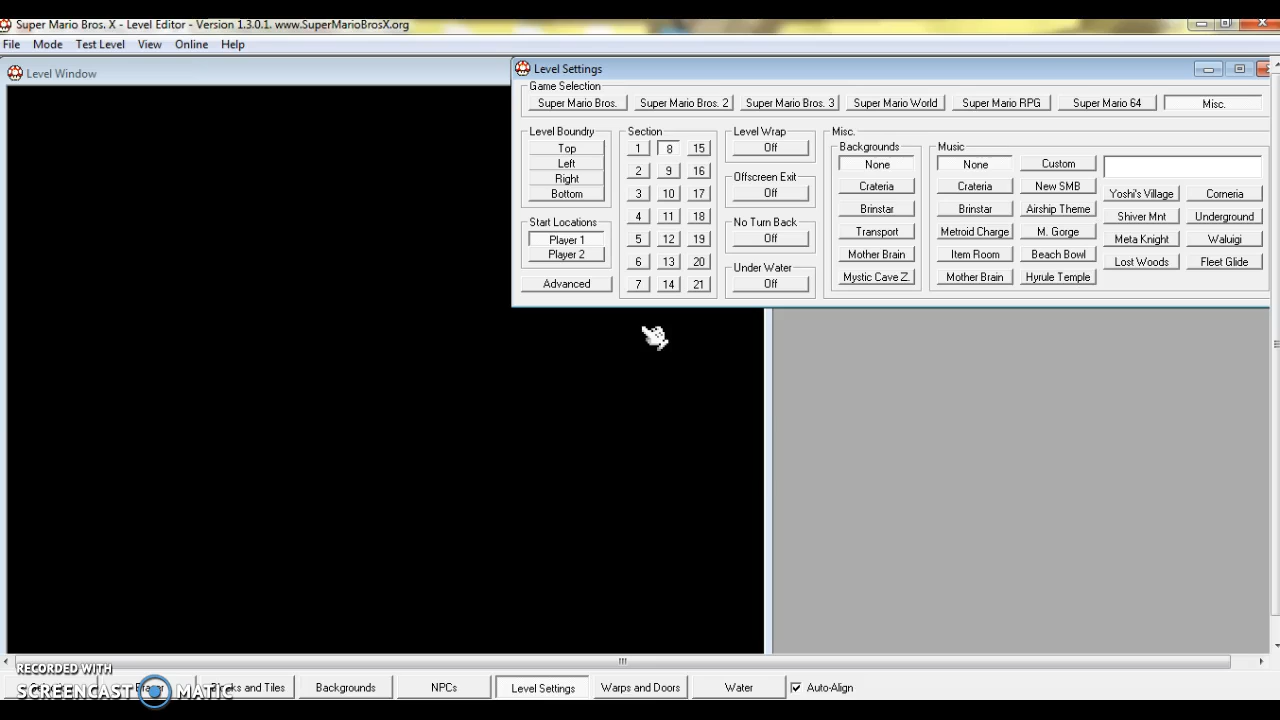 Super Mario Bros. X - Level Editor - Version 1.3.0.1. www.SuperMarioBrosX.org
File Mode Test Level View Online Help
Level Window
Level Settings
Game Selection
Super Mario Bros. Super Mario Bros. 2 Super Mario Bros. 3 Super Mario World Super Mario RPG Super Mario 64 Misc.
Level Boundry
Top
Left
Right
Bottom
Start Locations
Player 1
Player 2
Advanced
Section
1 8 15
2 9 16
3 10 17
4 11 18
5 12 19
6 13 20
7 14 21
Level Wrap
Off
Offscreen Exit
Off
No Turn Back
Off
Under Water
Off
Misc.
Backgrounds
None
Crateria
Brinstar
Transport
Mother Brain
Mystic Cave Z.
Music
None Custom
Crateria New SMB Yoshi's Village Corneria
Brinstar Airship Theme Shiver Mnt Underground
Metroid Charge M. Gorge Meta Knight Waluigi
Item Room Beach Bowl Lost Woods Fleet Glide
Mother Brain Hyrule Temple
RECORDED WITH
SCREENCAST MATIC
Eraser Blocks and Tiles Backgrounds NPCs Level Settings Warps and Doors Water Auto-Align